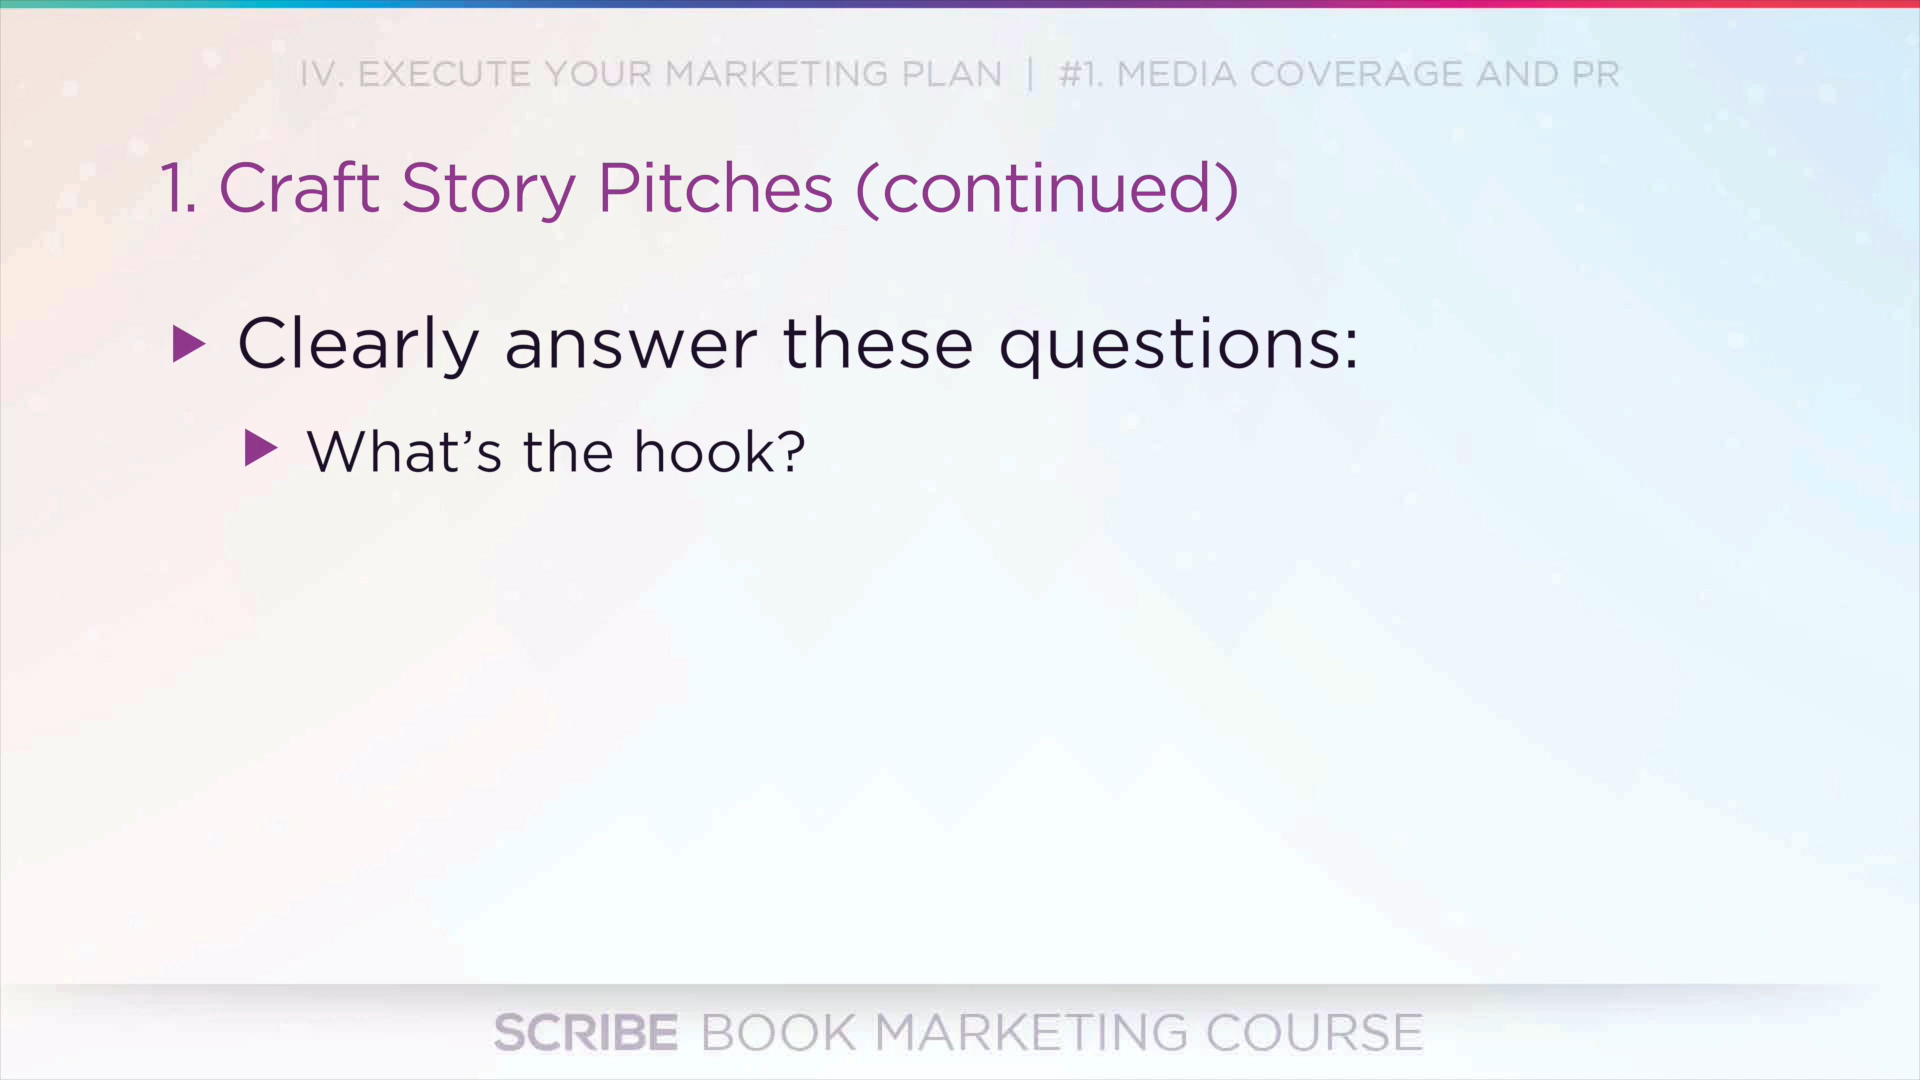 IV. EXECUTE YOUR MARKETING PLAN | #1. MEDIA COVERAGE AND PR
1. Craft Story Pitches (continued)
Clearly answer these questions:
What’s the hook?
SCRIBE BOOK MARKETING COURSE